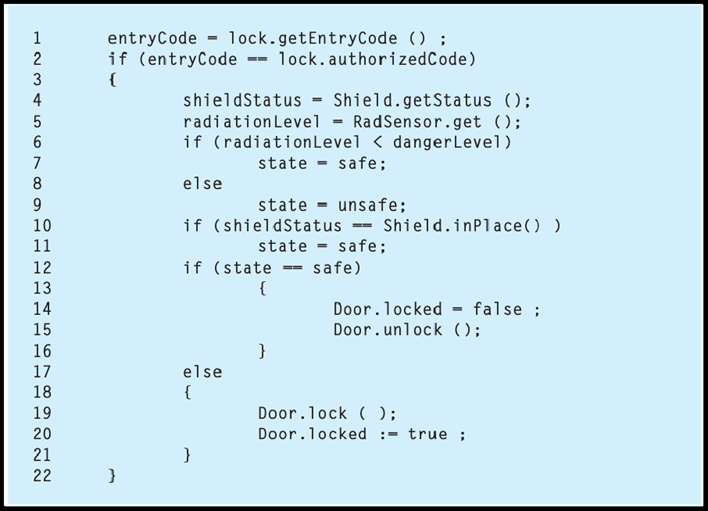 1 entryCode = lock.getEntryCode () ;
2 if (entryCode == lock.authorizedCode)
3 {
4 shieldStatus = Shield.getStatus ();
5 radiationLevel = RadSensor.get ();
6 if (radiationLevel < dangerLevel)
7 state = safe;
8 else
9 state = unsafe;
10 if (shieldStatus == Shield.inPlace() )
11 state = safe;
12 if (state == safe)
13 {
14 Door.locked = false ;
15 Door.unlock ();
16 }
17 else
18 {
19 Door.lock ( );
20 Door.locked := true ;
21 }
22 }